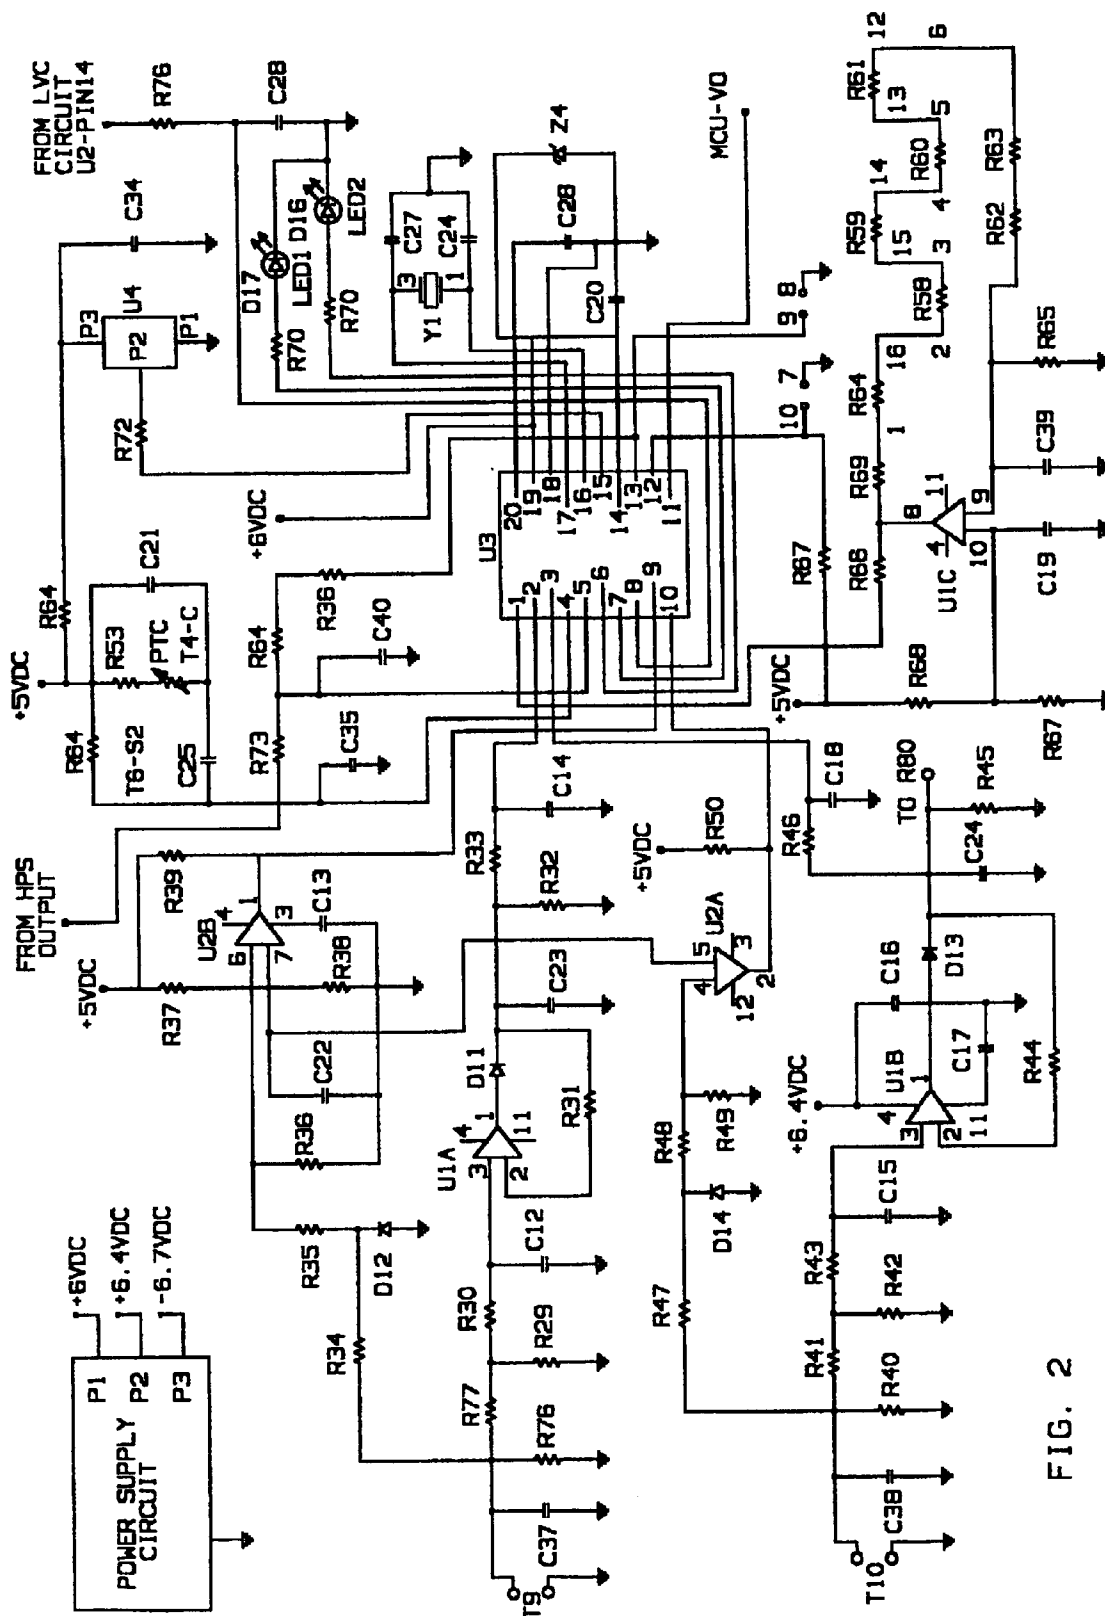 POWER SUPPLY
CIRCUIT
P1
P2
P3
+6VDC
+6.4VDC
-6.7VDC
FROM HPS
OUTPUT
+5VDC
R37
R39
U2B
4
6
7
1
3
C13
R38
C22
R36
R35
D12
R34
+5VDC
R64
R53
PTC
T4-C
C21
T6-S2
C25
R64
C35
R73
R64
C40
R36
+6VDC
R72
P3
U4
P2
P1
C34
FROM LVC
CIRCUIT
U2-PIN14
R76
C28
D17
LED1
D16
LED2
R70
R70
Y1
3
1
C27
C24
Z4
C28
C20
MCU-VO
U3
1
2
3
4
5
6
7
8
9
10
20
19
18
17
16
15
14
13
12
11
T9
C37
R76
R77
R29
R30
C12
U1A
3
2
4
1
11
D11
R31
C23
R32
R33
C14
R47
D14
R48
R49
U2A
4
5
12
3
2
+5VDC
R50
T10
C38
R40
R41
R42
R43
C15
+6.4VDC
U1B
3
2
4
11
1
C16
C17
D13
R44
C24
R45
TO R80
R46
C18
+5VDC
R67
R68
R67
10
7
9
8
R66
R69
R64
U1C
4
11
8
10
9
C19
C39
R65
1
16
2
R58
15
3
R59
14
4
R60
13
5
R61
12
6
R62
R63
FIG. 2